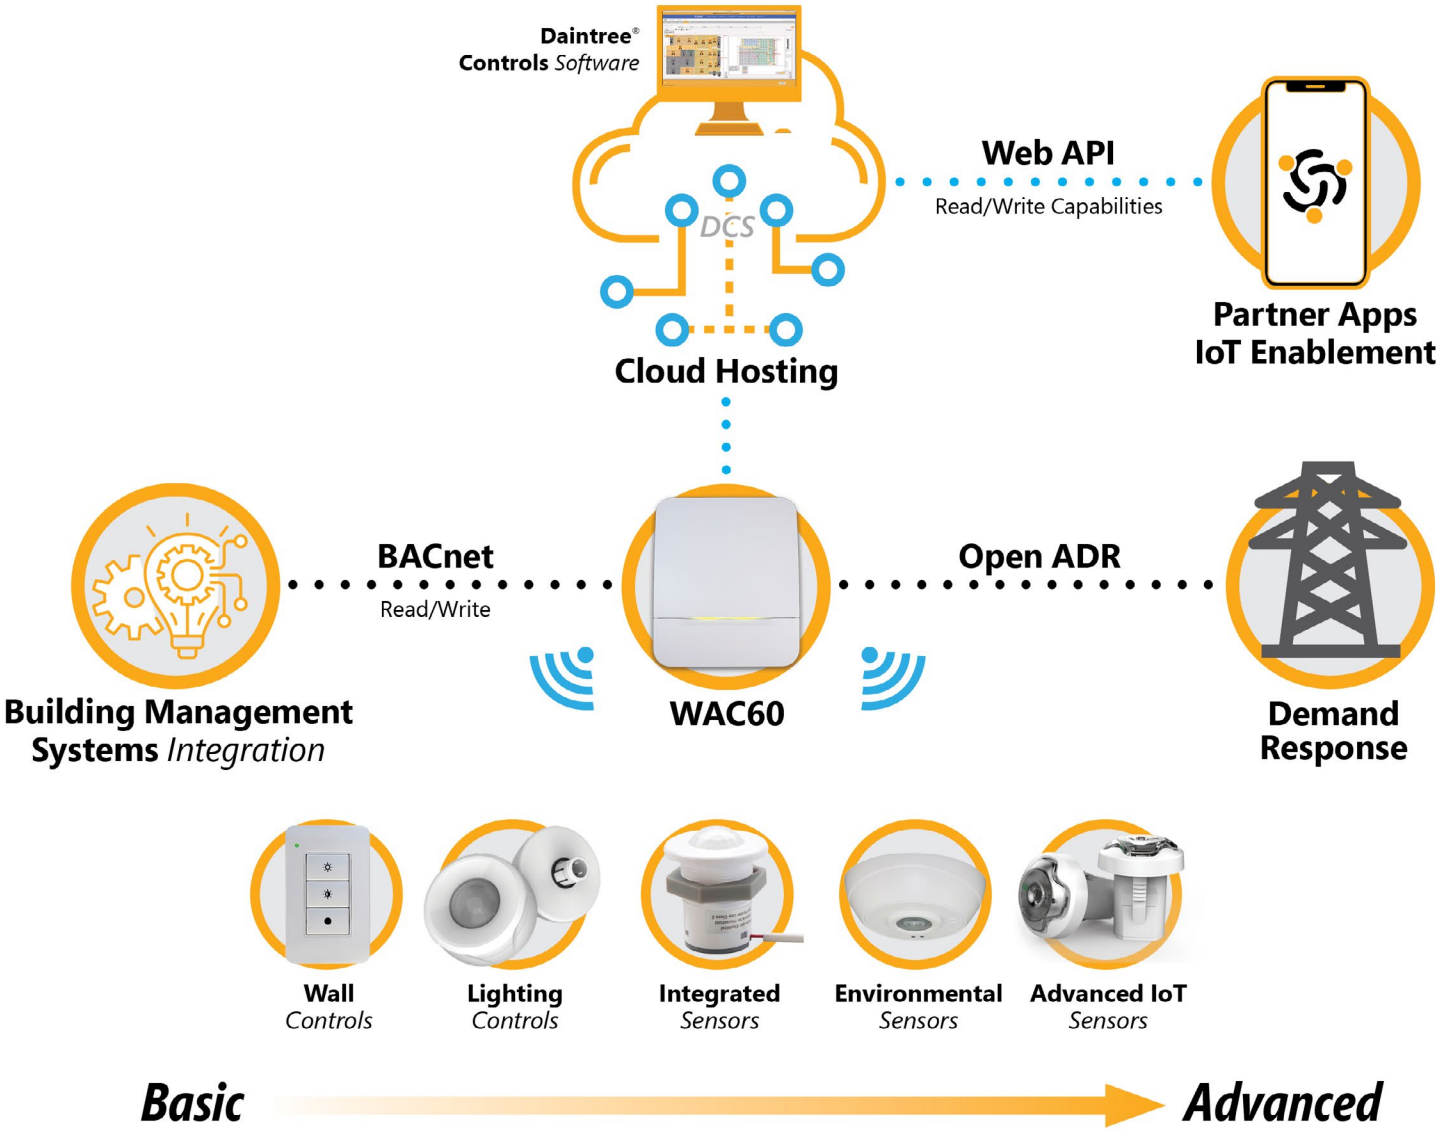 Daintree®
Controls Software
DCS
Cloud Hosting
Web API
Read/Write Capabilities
Partner Apps
IoT Enablement
BACnet
Read/Write
Open ADR
Building Management
Systems Integration
WAC60
Demand
Response
Wall
Controls
Lighting
Controls
Integrated
Sensors
Environmental
Sensors
Advanced IoT
Sensors
Basic
Advanced